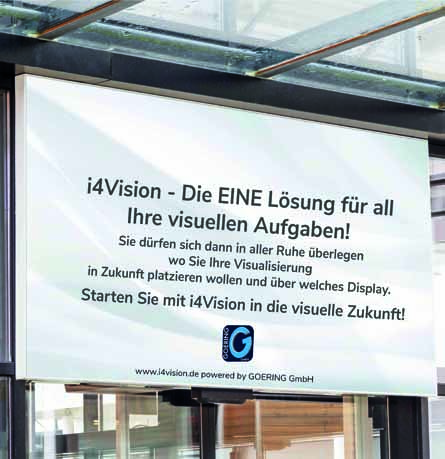 i4Vision - Die EINE Lösung für all
Ihre visuellen Aufgaben!
Sie dürfen sich dann in aller Ruhe überlegen
wo Sie Ihre Visualisierung
in Zukunft platzieren wollen und über welches Display.
Starten Sie mit i4Vision in die visuelle Zukunft!
GOERING G
www.i4vision.de powered by GOERING GmbH